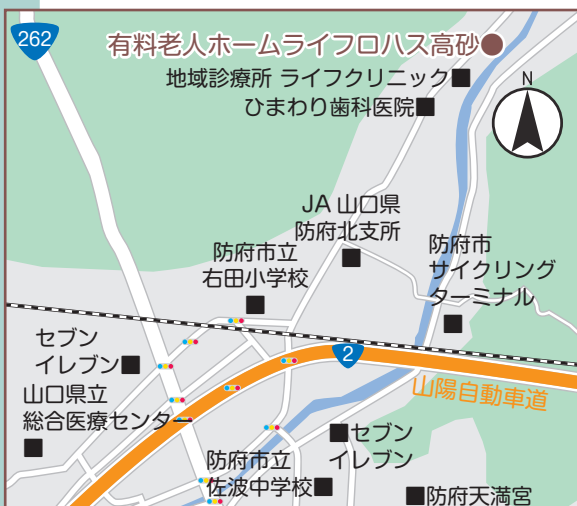 262
有料老人ホームライフロハス高砂
地域診療所 ライフクリニック
ひまわり歯科医院
N
JA 山口県
防府北支所
防府市立
右田小学校
防府市
サイクリング
ターミナル
セブン
イレブン
2
山陽自動車道
山口県立
総合医療センター
セブン
イレブン
防府市立
佐波中学校
防府天満宮